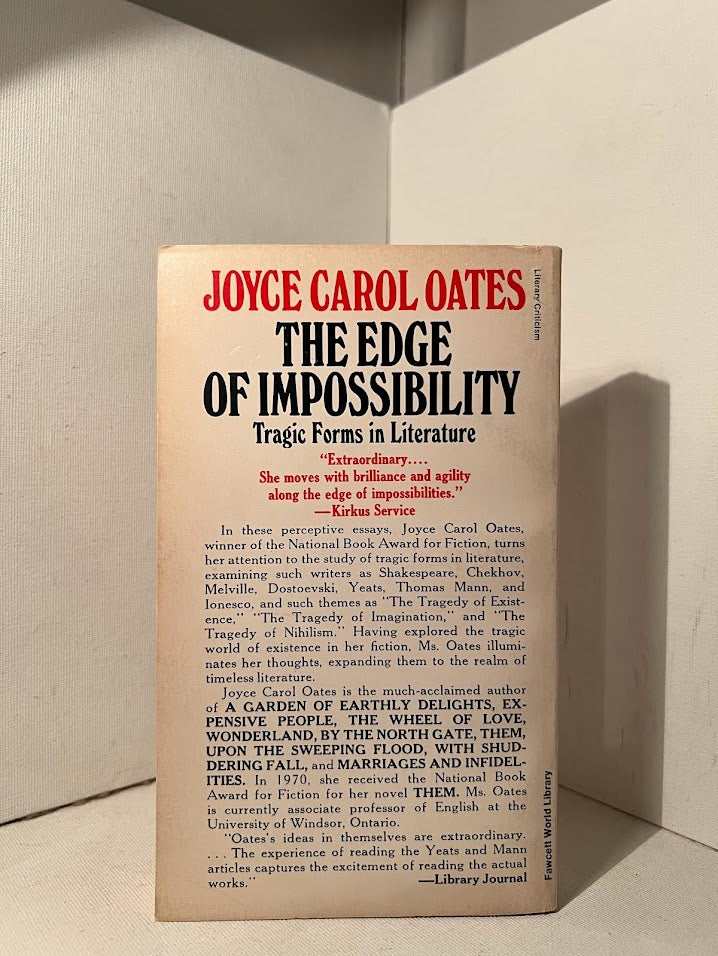 JOYCE CAROL OATES
THE EDGE
OF IMPOSSIBILITY
Tragic Forms in Literature
“Extraordinary....
She moves with brilliance and agility
along the edge of impossibilities.”
—Kirkus Service
In these perceptive essays, Joyce Carol Oates,
winner of the National Book Award for Fiction, turns
her attention to the study of tragic forms in literature,
examining such writers as Shakespeare, Chekhov,
Melville, Dostoevski, Yeats, Thomas Mann, and
Ionesco, and such themes as “The Tragedy of Exist-
ence,” “The Tragedy of Imagination,” and “The
Tragedy of Nihilism.” Having explored the tragic
world of existence in her fiction, Ms. Oates illumi-
nates her thoughts, expanding them to the realm of
timeless literature.
Joyce Carol Oates is the much-acclaimed author
of A GARDEN OF EARTHLY DELIGHTS, EX-
PENSIVE PEOPLE, THE WHEEL OF LOVE,
WONDERLAND, BY THE NORTH GATE, THEM,
UPON THE SWEEPING FLOOD, WITH SHUD-
DERING FALL, and MARRIAGES AND INFIDEL-
ITIES. In 1970, she received the National Book
Award for Fiction for her novel THEM. Ms. Oates
is currently associate professor of English at the
University of Windsor, Ontario.
“Oates's ideas in themselves are extraordinary.
. . . The experience of reading the Yeats and Mann
articles captures the excitement of reading the actual
works.” —Library Journal
Literary Criticism
Fawcett World Library